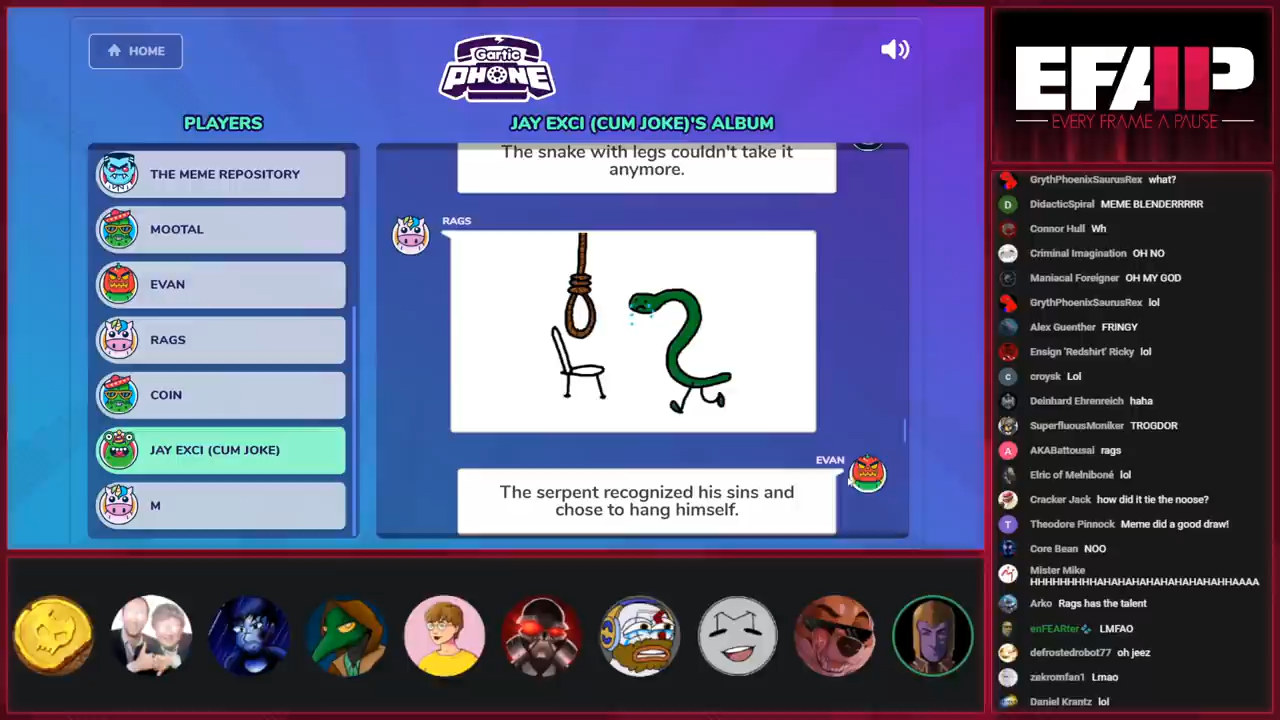 HOME
Gartic
PHONE
PLAYERS
THE MEME REPOSITORY
MOOTAL
EVAN
RAGS
COIN
JAY EXCI (CUM JOKE)
M
JAY EXCI (CUM JOKE)'S ALBUM
The snake with legs couldn't take it
anymore.
RAGS
EVAN
The serpent recognized his sins and
chose to hang himself.
EFAP
EVERY FRAME A PAUSE
GrythPhoenixSaurusRex what?
D DidacticSpiral MEME BLENDERRRRR
Connor Hull Wh
Criminal Imagination OH NO
Maniacal Foreigner OH MY GOD
GrythPhoenixSaurusRex lol
Alex Guenther FRINGY
Ensign 'Redshirt' Ricky lol
c croysk Lol
Deinhard Ehrenreich haha
SuperfluousMoniker TROGDOR
A AKABattousai rags
Elric of Melniboné lol
Cracker Jack how did it tie the noose?
T Theodore Pinnock Meme did a good draw!
Core Bean NOO
Mister Mike
HHHHHHHHHAHAHAHAHAHAHAHAHHAAAA
Arko Rags has the talent
enFEARfer LMFAO
defrostedrobot77 oh jeez
zekromfan1 Lmao
Daniel Krantz lol